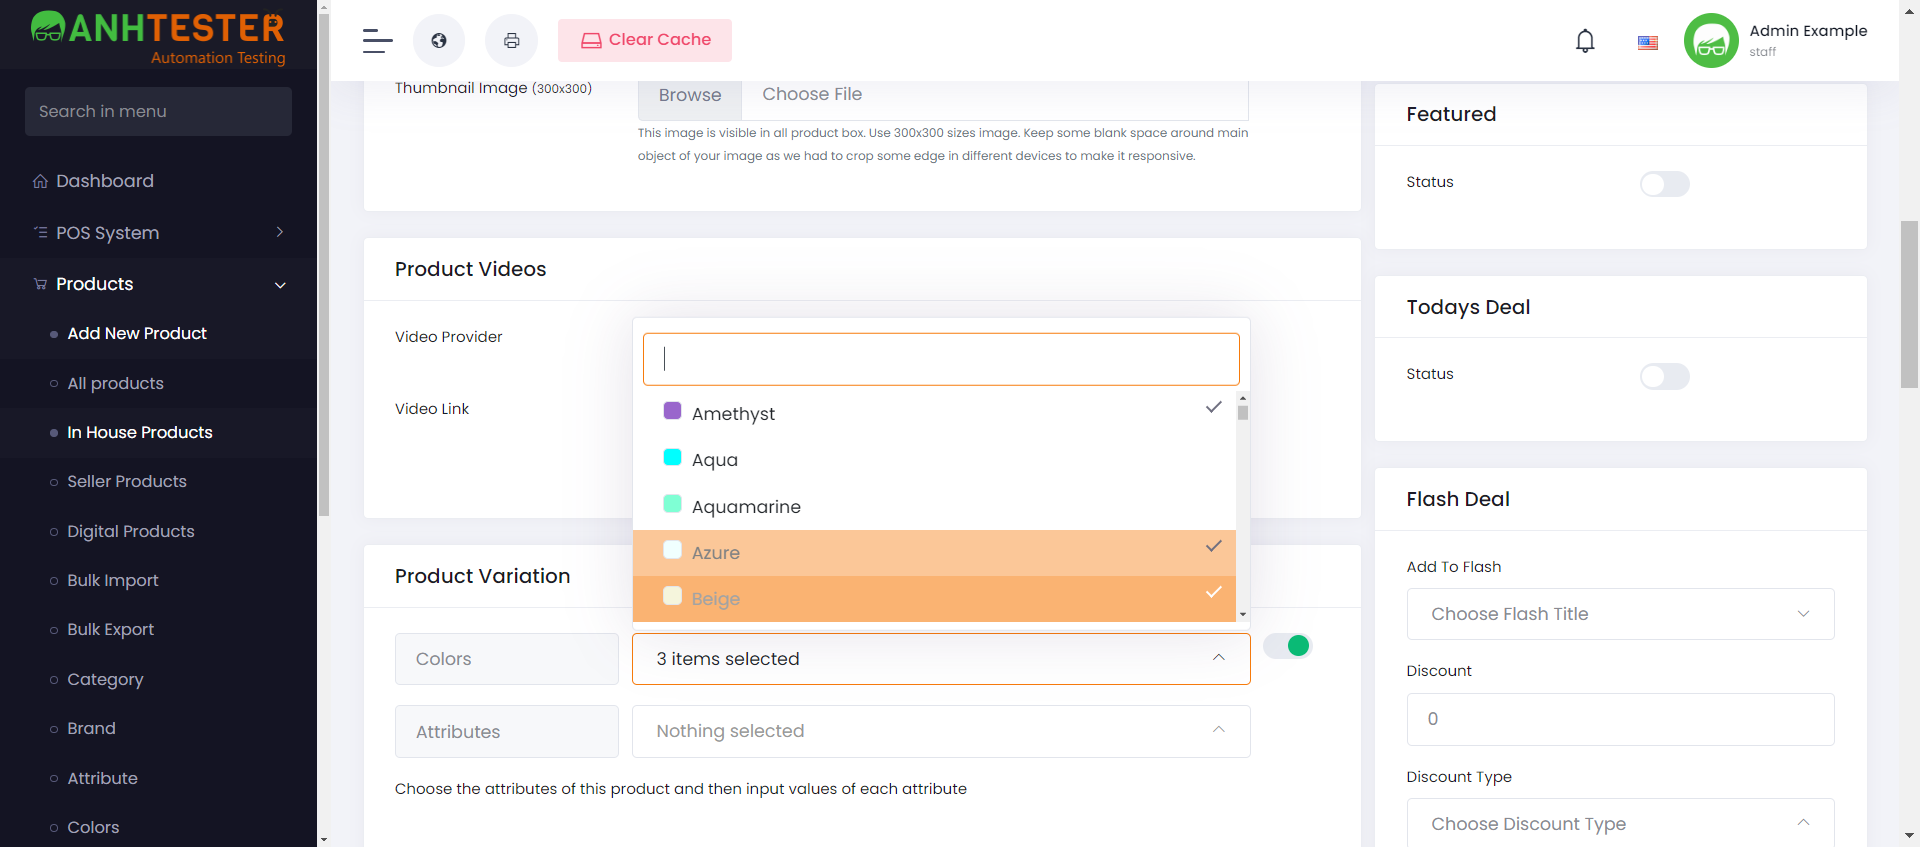 ANHTESTER
Automation Testing
Search in menu
Dashboard
POS System
Products
Add New Product
All products
In House Products
Seller Products
Digital Products
Bulk Import
Bulk Export
Category
Brand
Attribute
Colors
Clear Cache
Admin Example
staff
Thumbnail Image (300x300)
Browse
Choose File
This image is visible in all product box. Use 300x300 sizes image. Keep some blank space around main
object of your image as we had to crop some edge in different devices to make it responsive.
Product Videos
Video Provider
Video Link
Amethyst
Aqua
Aquamarine
Azure
Beige
Product Variation
Colors
3 items selected
Attributes
Nothing selected
Choose the attributes of this product and then input values of each attribute
Featured
Status
Todays Deal
Status
Flash Deal
Add To Flash
Choose Flash Title
Discount
0
Discount Type
Choose Discount Type